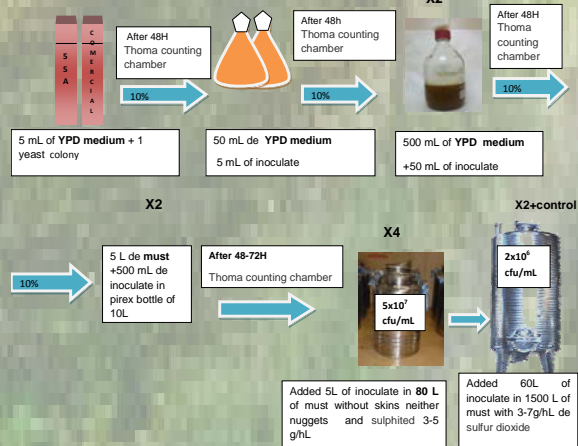 X2
S
S
A
C
O
M
E
R
C
I
A
L
After 48H
Thoma counting
chamber
10%
After 48h
Thoma counting
chamber
10%
After 48H
Thoma
counting
chamber
10%
5 mL of YPD medium + 1
yeast colony
50 mL de YPD medium
5 mL of inoculate
500 mL of YPD medium
+50 mL of inoculate
X2
X4
X2+control
10%
5 L de must
+500 mL de
inoculate in
pirex bottle of
10L
After 48-72H
Thoma counting chamber
5x10⁷
cfu/mL
2x10⁶
cfu/mL
Added 5L of inoculate in 80 L
of must without skins neither
nuggets and sulphited 3-5
g/hL
Added 60L of
inoculate in 1500 L of
must with 3-7g/hL de
sulfur dioxide